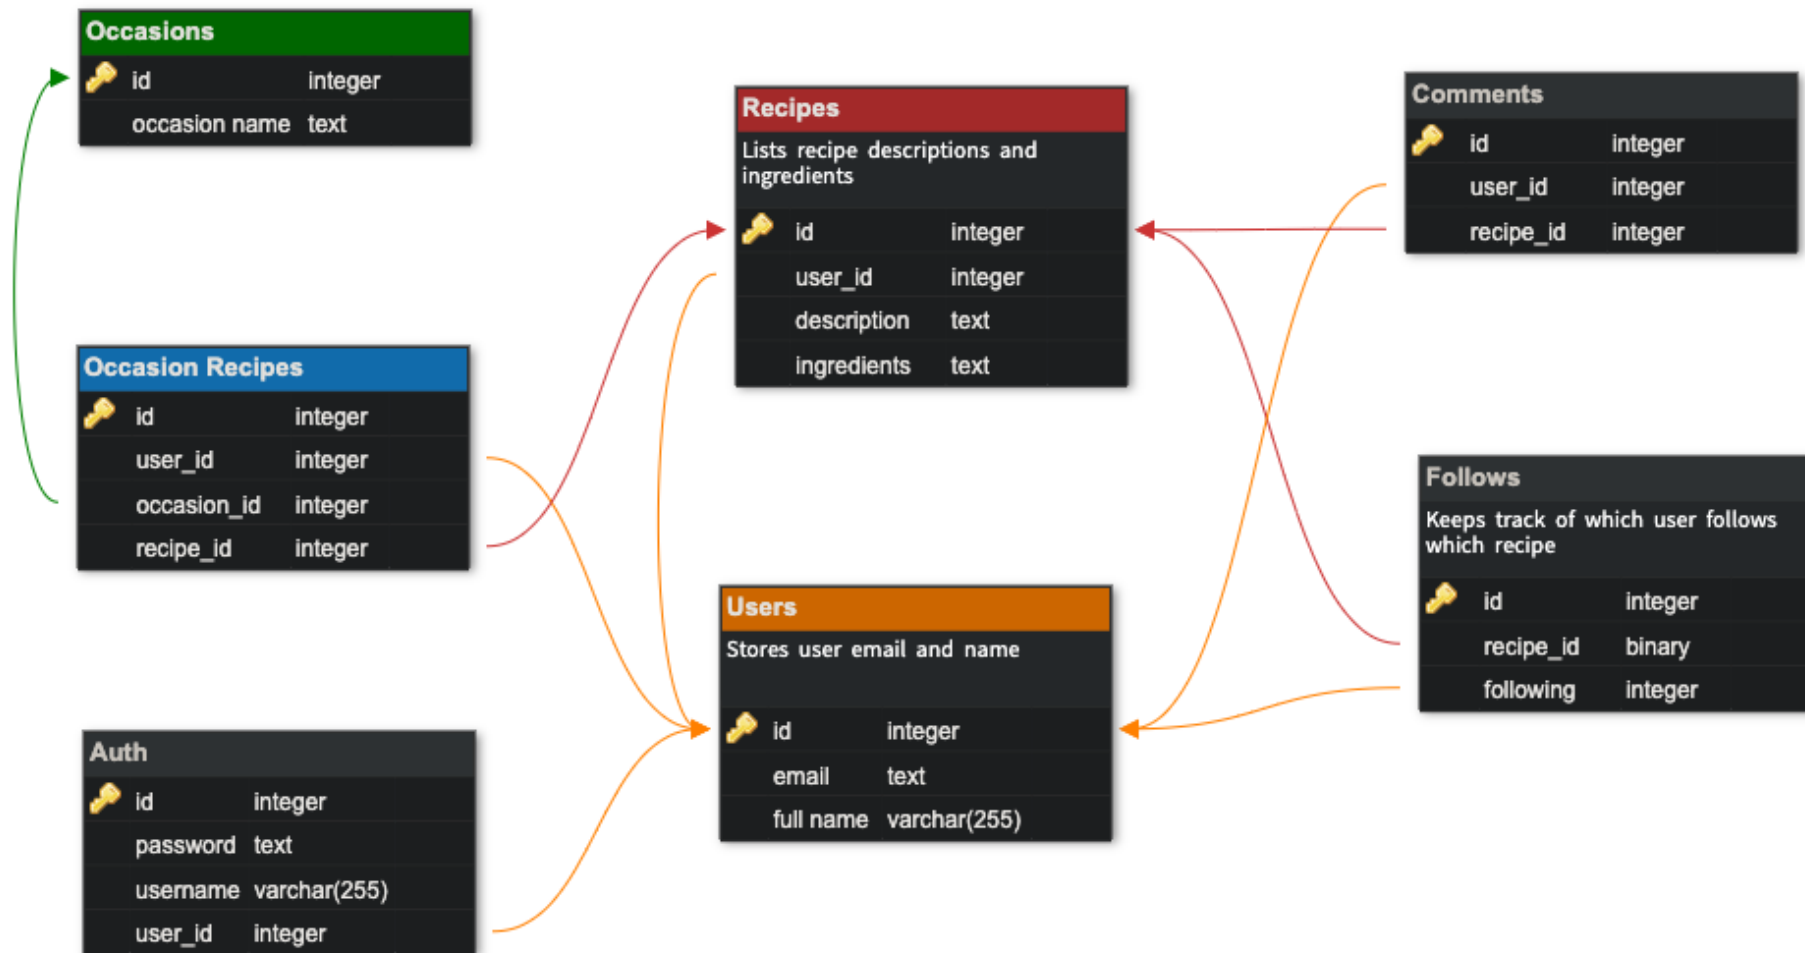 Occasions
id integer
occasion name text
Occasion Recipes
id integer
user_id integer
occasion_id integer
recipe_id integer
Auth
id integer
password text
username varchar(255)
user_id integer
Recipes
Lists recipe descriptions and
ingredients
id integer
user_id integer
description text
ingredients text
Users
Stores user email and name
id integer
email text
full name varchar(255)
Comments
id integer
user_id integer
recipe_id integer
Follows
Keeps track of which user follows
which recipe
id integer
recipe_id binary
following integer